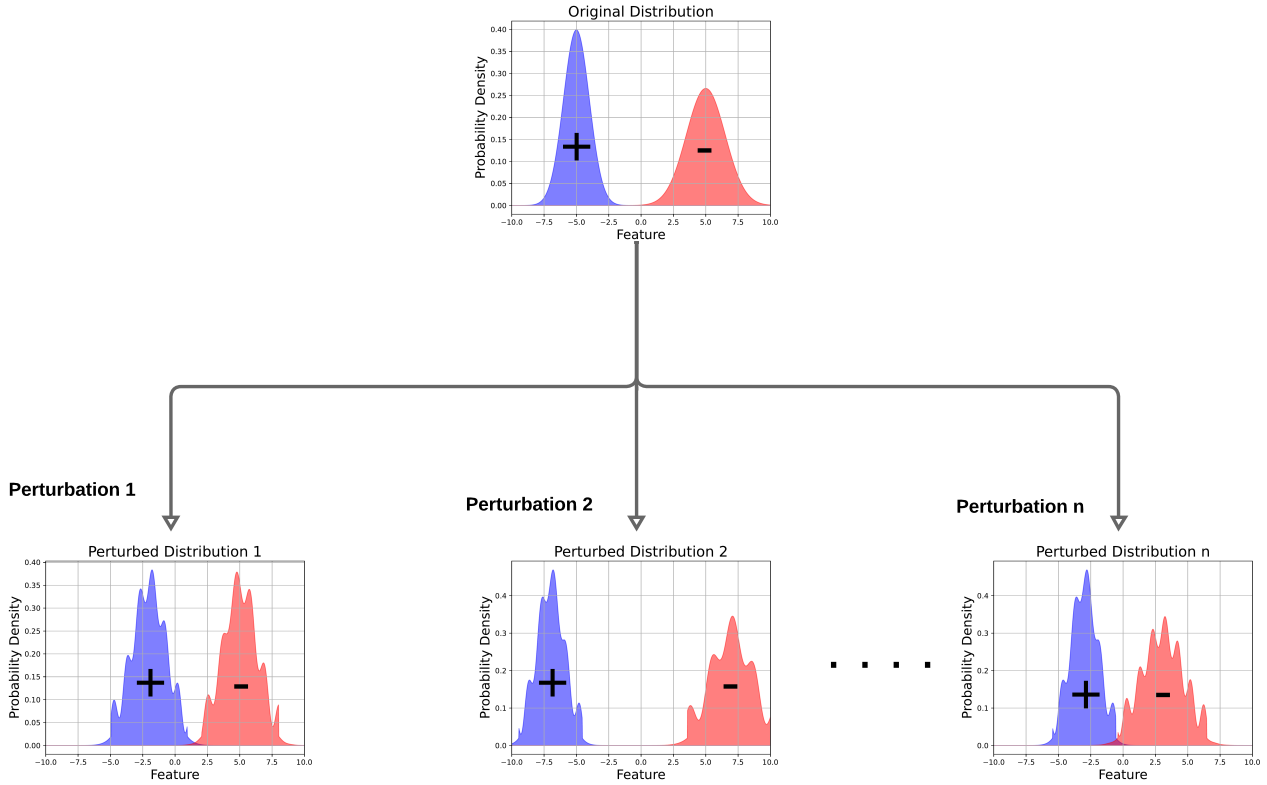 Original Distribution
0.40
0.35
0.30
0.25
0.20
0.15
0.10
0.05
0.00
Probability Density
+
-
−10.0 −7.5 −5.0 −2.5 0.0 2.5 5.0 7.5 10.0
Feature
Perturbation 1
Perturbation 2
Perturbation n
Perturbed Distribution 1
0.40
0.35
0.30
0.25
0.20
0.15
0.10
0.05
0.00
Probability Density
+
-
−10.0 −7.5 −5.0 −2.5 0.0 2.5 5.0 7.5 10.0
Feature
Perturbed Distribution 2
0.4
0.3
0.2
0.1
0.0
Probability Density
+
-
−10.0 −7.5 −5.0 −2.5 0.0 2.5 5.0 7.5 10.0
Feature
. . . .
Perturbed Distribution n
0.4
0.3
0.2
0.1
0.0
Probability Density
+
-
−10.0 −7.5 −5.0 −2.5 0.0 2.5 5.0 7.5 10.0
Feature